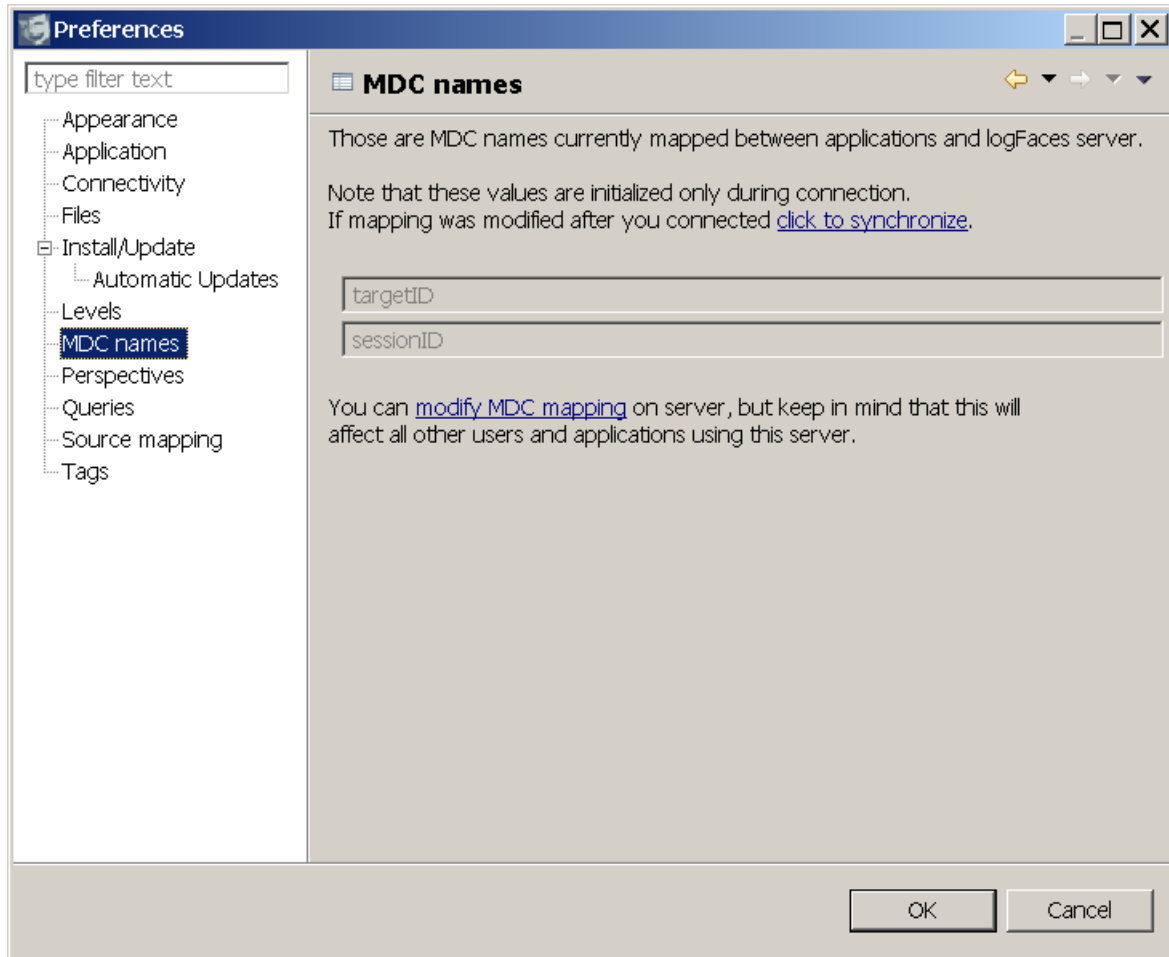 Preferences
type filter text
Appearance
Application
Connectivity
Files
Install/Update
Automatic Updates
Levels
MDC names
Perspectives
Queries
Source mapping
Tags
MDC names
Those are MDC names currently mapped between applications and logFaces server.
Note that these values are initialized only during connection.
If mapping was modified after you connected click to synchronize.
targetID
sessionID
You can modify MDC mapping on server, but keep in mind that this will
affect all other users and applications using this server.
OK
Cancel